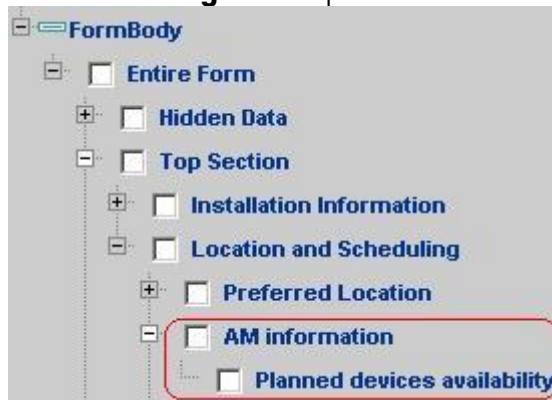 FormBody
Entire Form
Hidden Data
Top Section
Installation Information
Location and Scheduling
Preferred Location
AM information
Planned devices availability